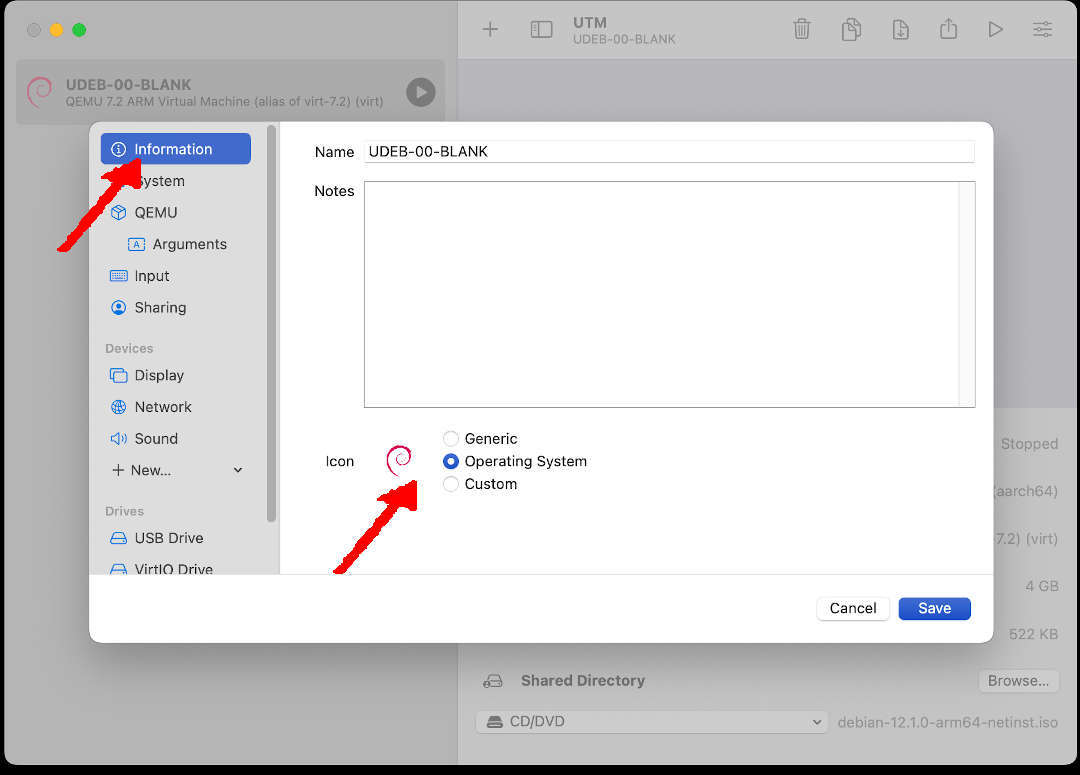 UTM
UDEB-00-BLANK
UDEB-00-BLANK
QEMU 7.2 ARM Virtual Machine (alias of virt-7.2) (virt)
Information
System
QEMU
A
Arguments
Input
Sharing
Devices
Display
Network
Sound
New...
Drives
USB Drive
VirtIO Drive
Name UDEB-00-BLANK
Notes
Icon
Generic
Operating System
Custom
Cancel
Save
Stopped
(aarch64)
-7.2) (virt)
4 GB
522 KB
Shared Directory
Browse...
CD/DVD
debian-12.1.0-arm64-netinst.iso